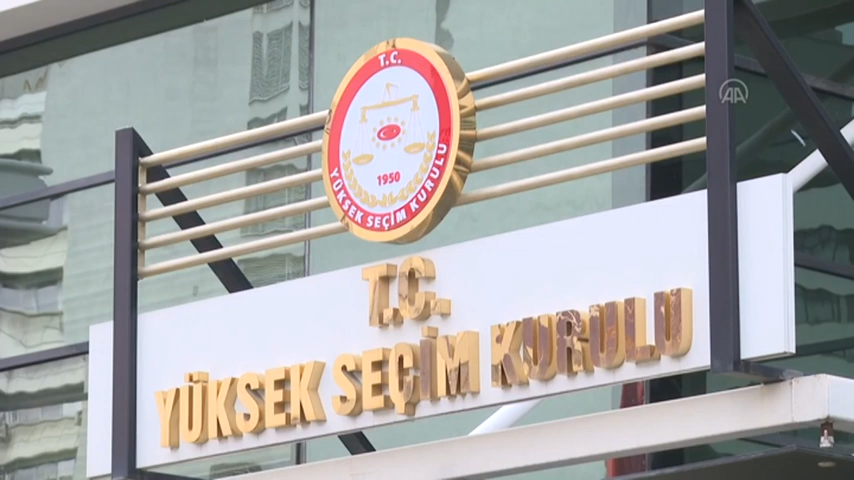 T.C.
1950
YÜKSEK SEÇİM KURULU
T.C.
YÜKSEK SEÇİM KURULU
AA